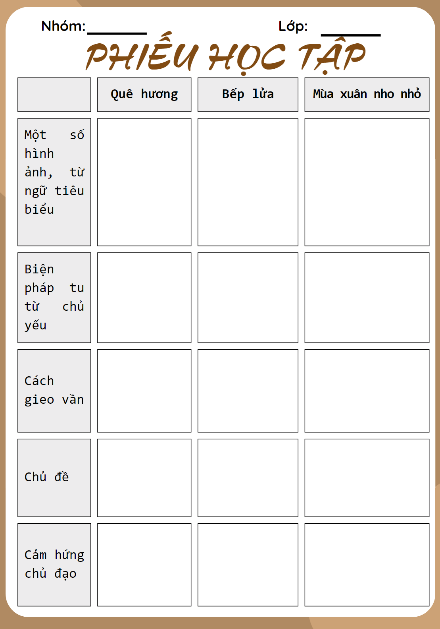 Nhóm: Lớp:
PHIẾU HỌC TẬP
Quê hương Bếp lửa Mùa xuân nho nhỏ
Một số
hình
ảnh, từ
ngữ tiêu
biểu
Biện
pháp tu
từ chủ
yếu
Cách
gieo vần
Chủ đề
Cảm hứng
chủ đạo